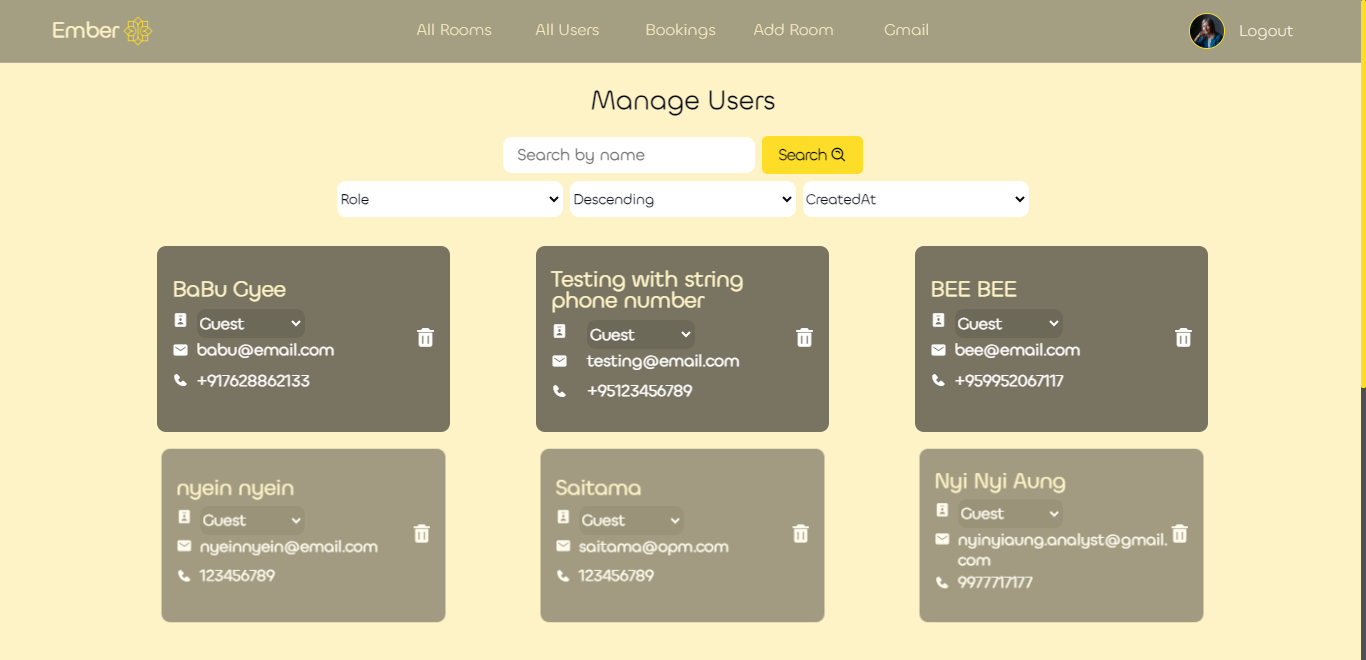 Ember
All Rooms
All Users
Bookings
Add Room
Gmail
Logout
Manage Users
Search by name
Search
Role
Descending
CreatedAt
BaBu Gyee
Guest
babu@email.com
+917628862133
Testing with string
phone number
Guest
testing@email.com
+95123456789
BEE BEE
Guest
bee@email.com
+959952067117
nyein nyein
Guest
nyeinnyein@email.com
123456789
Saitama
Guest
saitama@opm.com
123456789
Nyi Nyi Aung
Guest
nyinyiaung.analyst@gmail.
com
9977717177